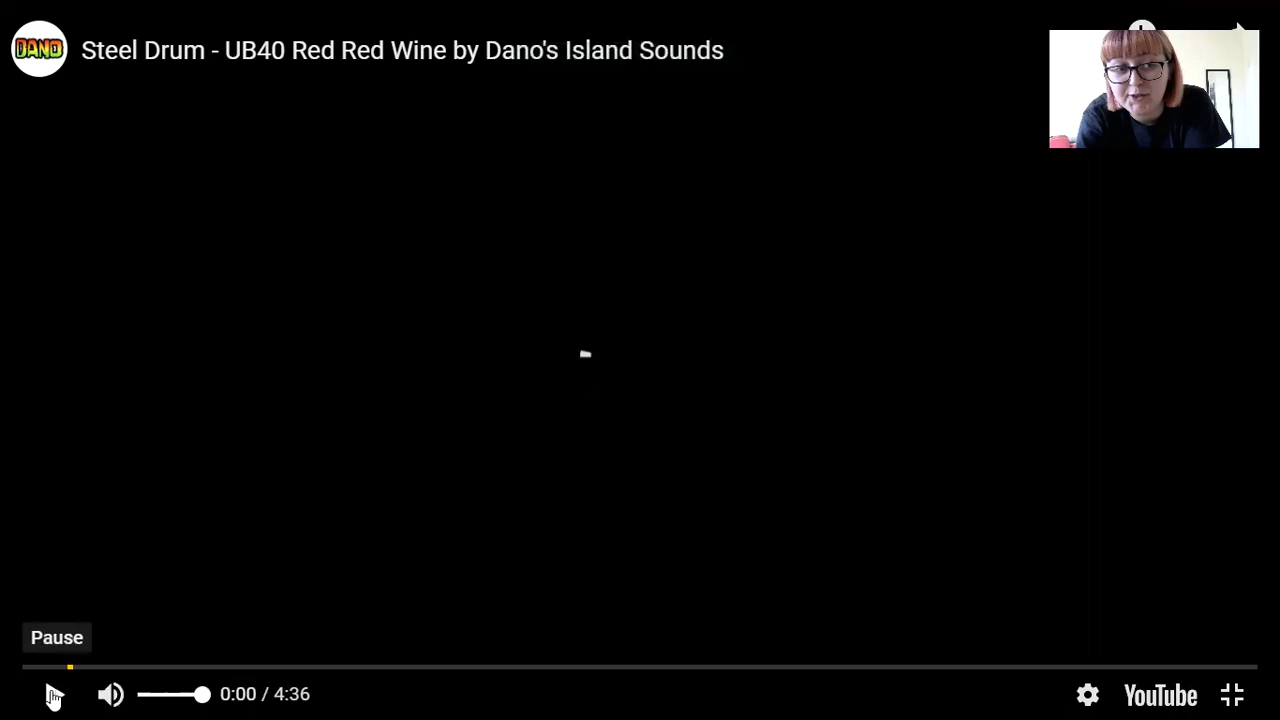 DANO
Steel Drum - UB40 Red Red Wine by Dano's Island Sounds
Pause
0:00 / 4:36
YouTube